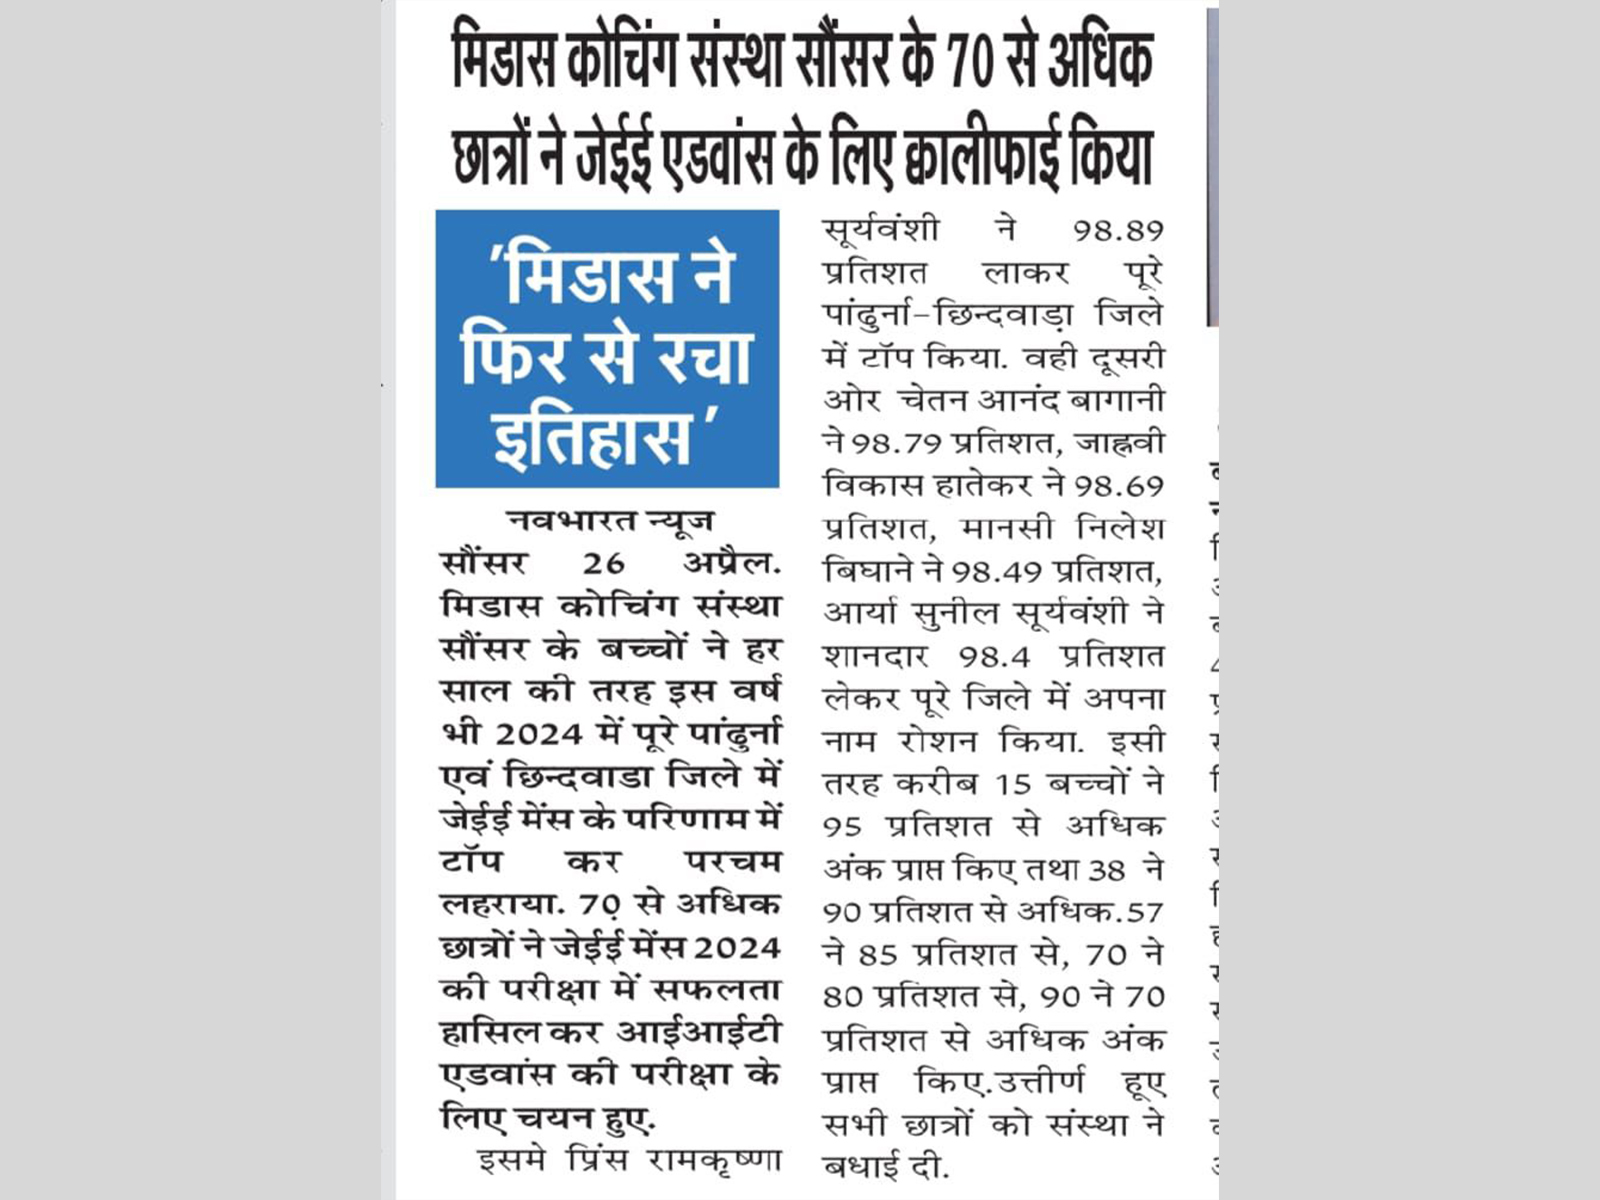 मिडास कोचिंग संस्था सौंसर के 70 से अधिक
छात्रों ने जेईई एडवांस के लिए क्वालीफाई किया
'मिडास ने
फिर से रचा
इतिहास'
नवभारत न्यूज
सौंसर 26 अप्रैल.
मिडास कोचिंग संस्था
सौंसर के बच्चों ने हर
साल की तरह इस वर्ष
भी 2024 में पूरे पांढुर्ना
एवं छिन्दवाडा जिले में
जेईई मेंस के परिणाम में
टॉप कर परचम
लहराया. 70 से अधिक
छात्रों ने जेईई मेंस 2024
की परीक्षा में सफलता
हासिल कर आईआईटी
एडवांस की परीक्षा के
लिए चयन हुए.
इसमे प्रिंस रामकृष्णा
सूर्यवंशी ने 98.89
प्रतिशत लाकर पूरे
पांढुर्ना-छिन्दवाड़ा जिले
में टॉप किया. वही दूसरी
ओर चेतन आनंद बागानी
ने 98.79 प्रतिशत, जाह्नवी
विकास हातेकर ने 98.69
प्रतिशत, मानसी निलेश
बिघाने ने 98.49 प्रतिशत,
आर्या सुनील सूर्यवंशी ने
शानदार 98.4 प्रतिशत
लेकर पूरे जिले में अपना
नाम रोशन किया. इसी
तरह करीब 15 बच्चों ने
95 प्रतिशत से अधिक
अंक प्राप्त किए तथा 38 ने
90 प्रतिशत से अधिक.57
ने 85 प्रतिशत से, 70 ने
80 प्रतिशत से, 90 ने 70
प्रतिशत से अधिक अंक
प्राप्त किए.उत्तीर्ण हूए
सभी छात्रों को संस्था ने
बधाई दी.